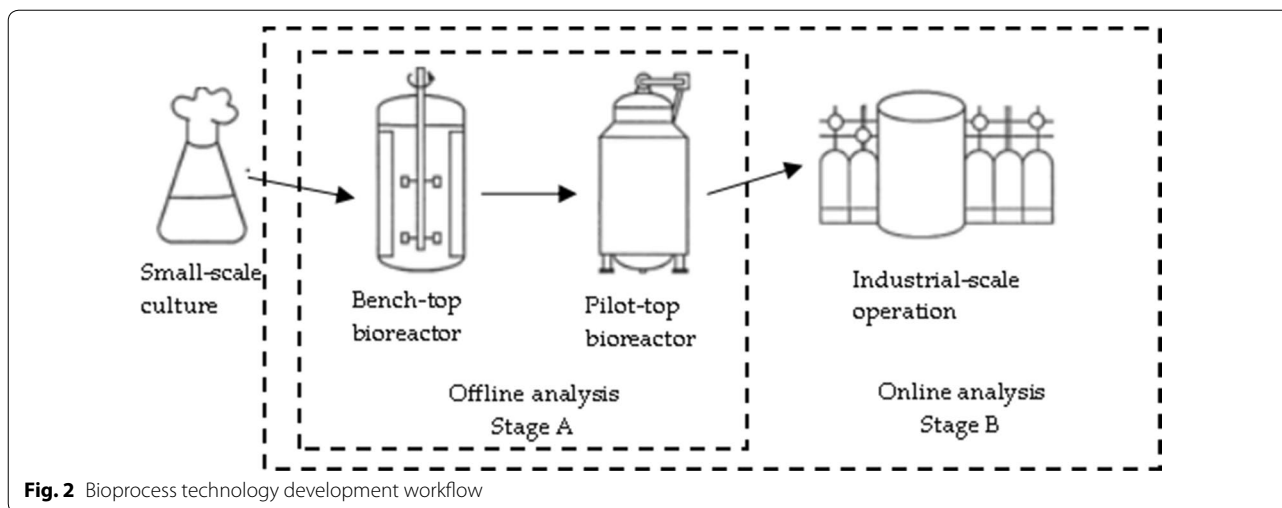 Small-scale
culture
Bench-top
bioreactor
Pilot-top
bioreactor
Industrial-scale
operation
Offline analysis
Stage A
Online analysis
Stage B
Fig. 2 Bioprocess technology development workflow